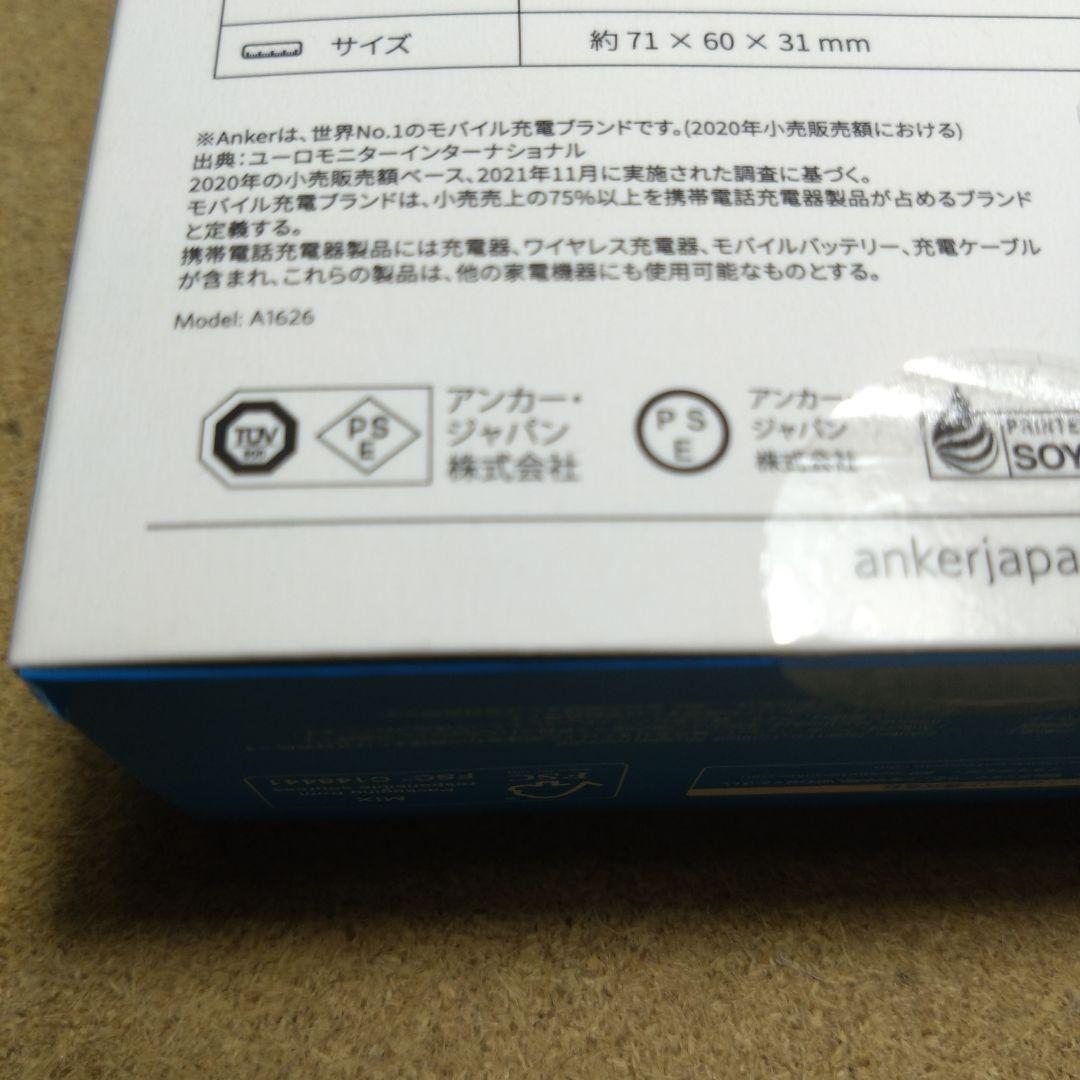 サイズ 約 71 × 60 × 31 mm
※Ankerは、世界No.1のモバイル充電ブランドです。(2020年小売販売額における)
出典：ユーロモニターインターナショナル
2020年の小売販売額ベース、2021年11月に実施された調査に基づく。
モバイル充電ブランドは、小売売上の75%以上を携帯電話充電器製品が占めるブランド
と定義する。
携帯電話充電器製品には充電器、ワイヤレス充電器、モバイルバッテリー、充電ケーブル
が含まれ、これらの製品は、他の家電機器にも使用可能なものとする。
Model: A1626
TÜV
PS
E
アンカー・
ジャパン
株式会社
P S
E
アンカー・
ジャパン
株式会社
PRINTE
SOY
ankerjapa
FSC
MIX
Packaging from
responsible sources
FSC C148441